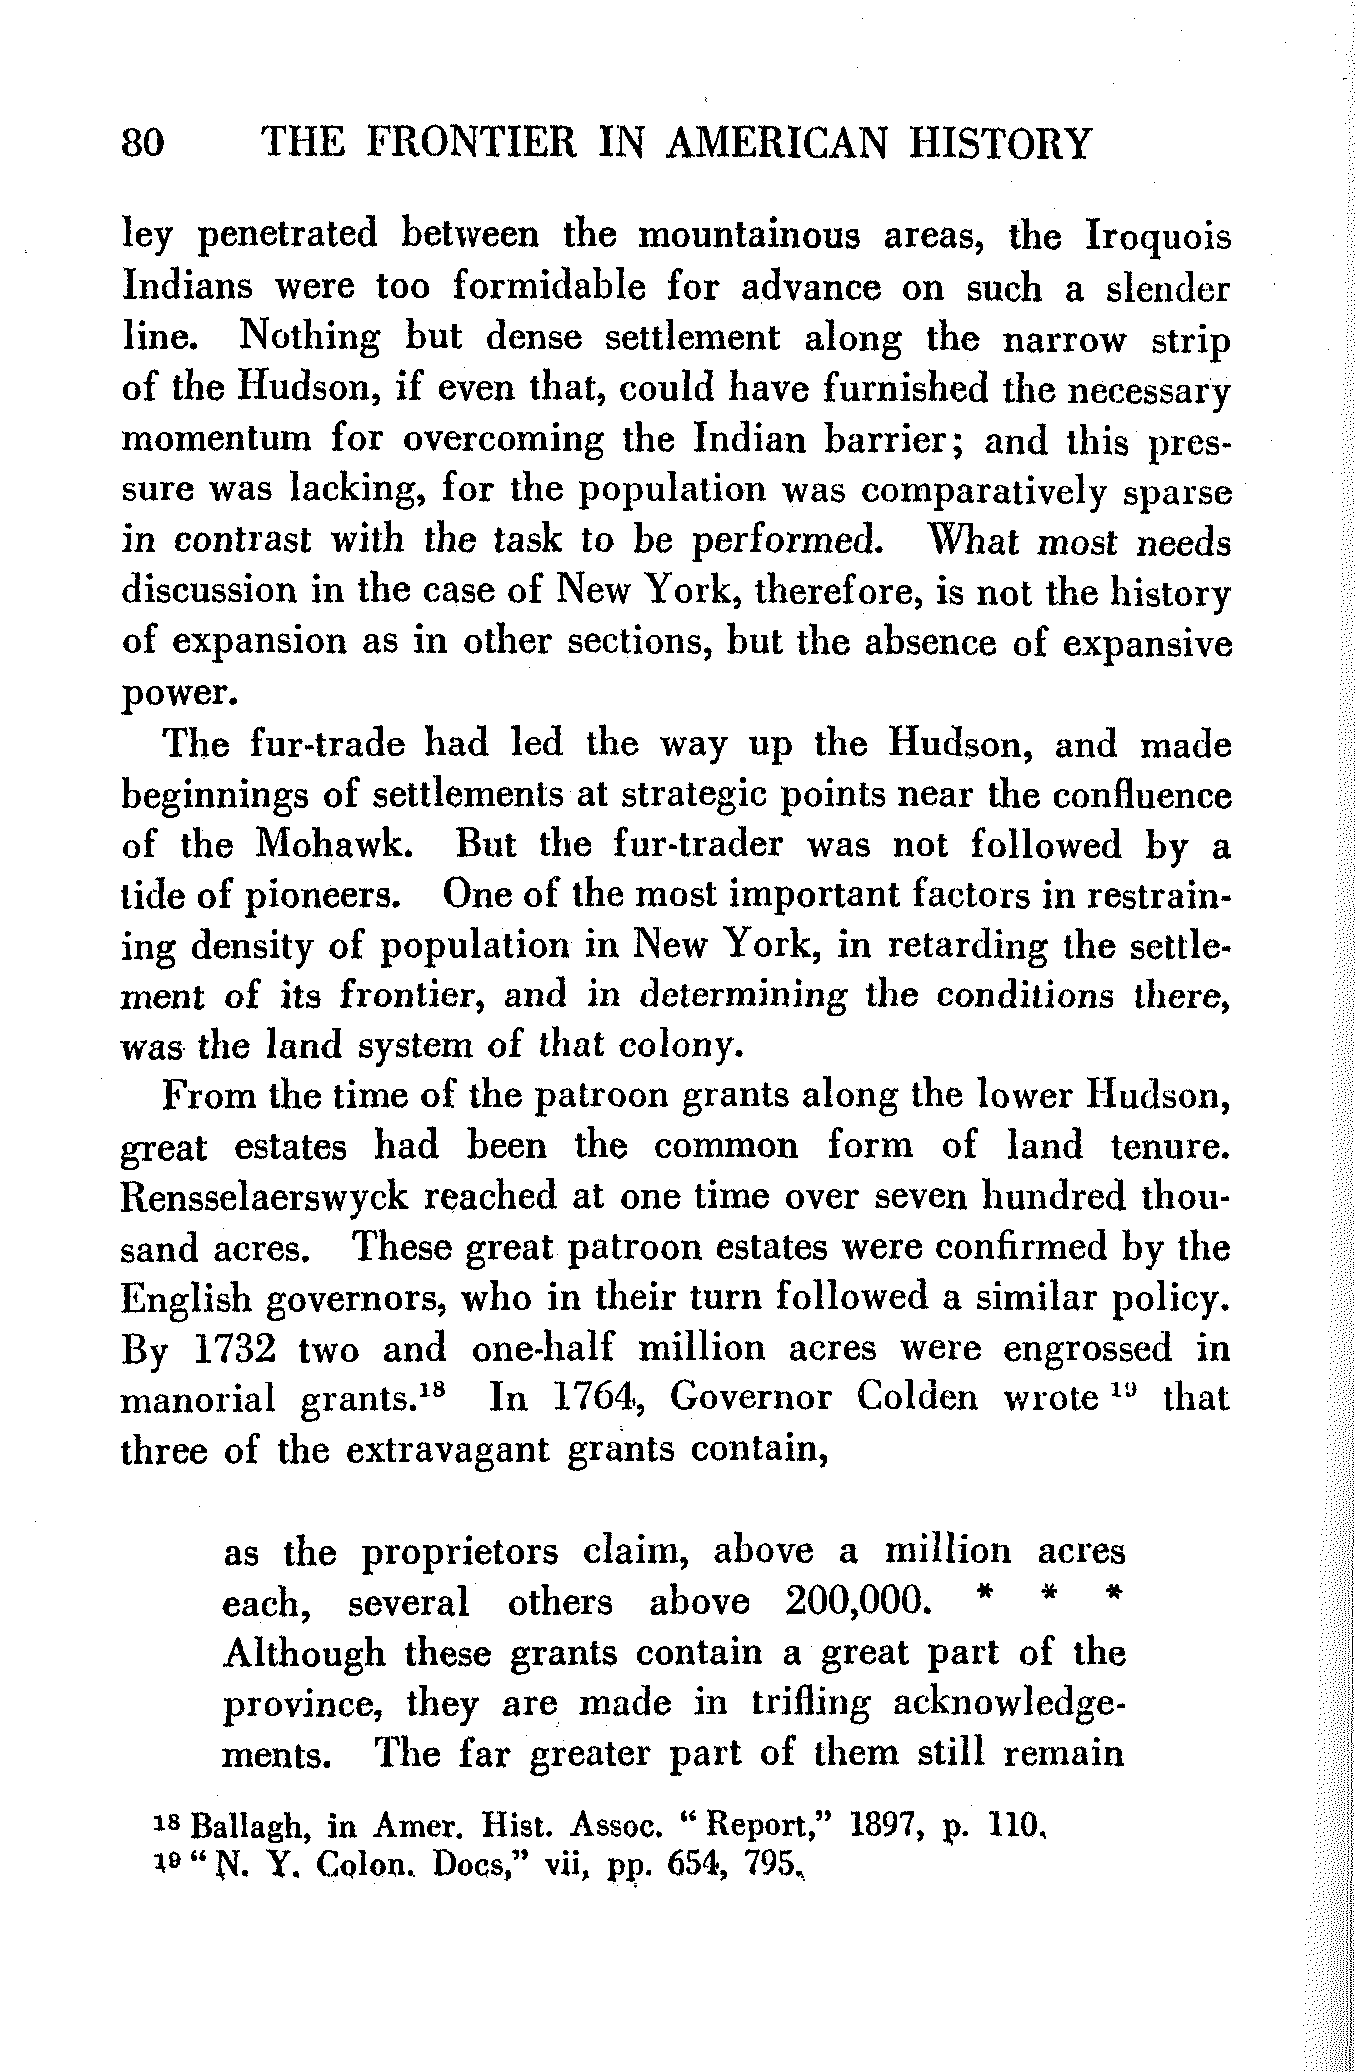 80 THE FRONTIER IN AMERICAN HISTORY
ley penetrated between the mountainous areas, the Iroquois
Indians were too formidable for advance on such a slender
line. Nothing but dense settlement along the narrow strip
of the Hudson, if even that, could have furnished the necessary
momentum for overcoming the Indian barrier; and this pres-
sure was lacking, for the population was comparatively sparse
in contrast with the task to be performed. What most needs
discussion in the case of New York, therefore, is not the history
of expansion as in other sections, but the absence of expansive
power.
The fur-trade had led the way up the Hudson, and made
beginnings of settlements at strategic points near the confluence
of the Mohawk. But the fur-trader was not followed by a
tide of pioneers. One of the most important factors in restrain-
ing density of population in New York, in retarding the settle-
ment of its frontier, and in determining the conditions there,
was the land system of that colony.
From the time of the patroon grants along the lower Hudson,
great estates had been the common form of land tenure.
Rensselaerswyck reached at one time over seven hundred thou-
sand acres. These great patroon estates were confirmed by the
English governors, who in their turn followed a similar policy.
By 1732 two and one-half million acres were engrossed in
manorial grants.¹⁸ In 1764, Governor Colden wrote ¹⁹ that
three of the extravagant grants contain,
as the proprietors claim, above a million acres
each, several others above 200,000. * * *
Although these grants contain a great part of the
province, they are made in trifling acknowledge-
ments. The far greater part of them still remain
¹⁸ Ballagh, in Amer. Hist. Assoc. "Report," 1897, p. 110.
¹⁹ "N. Y. Colon. Docs," vii, pp. 654, 795.